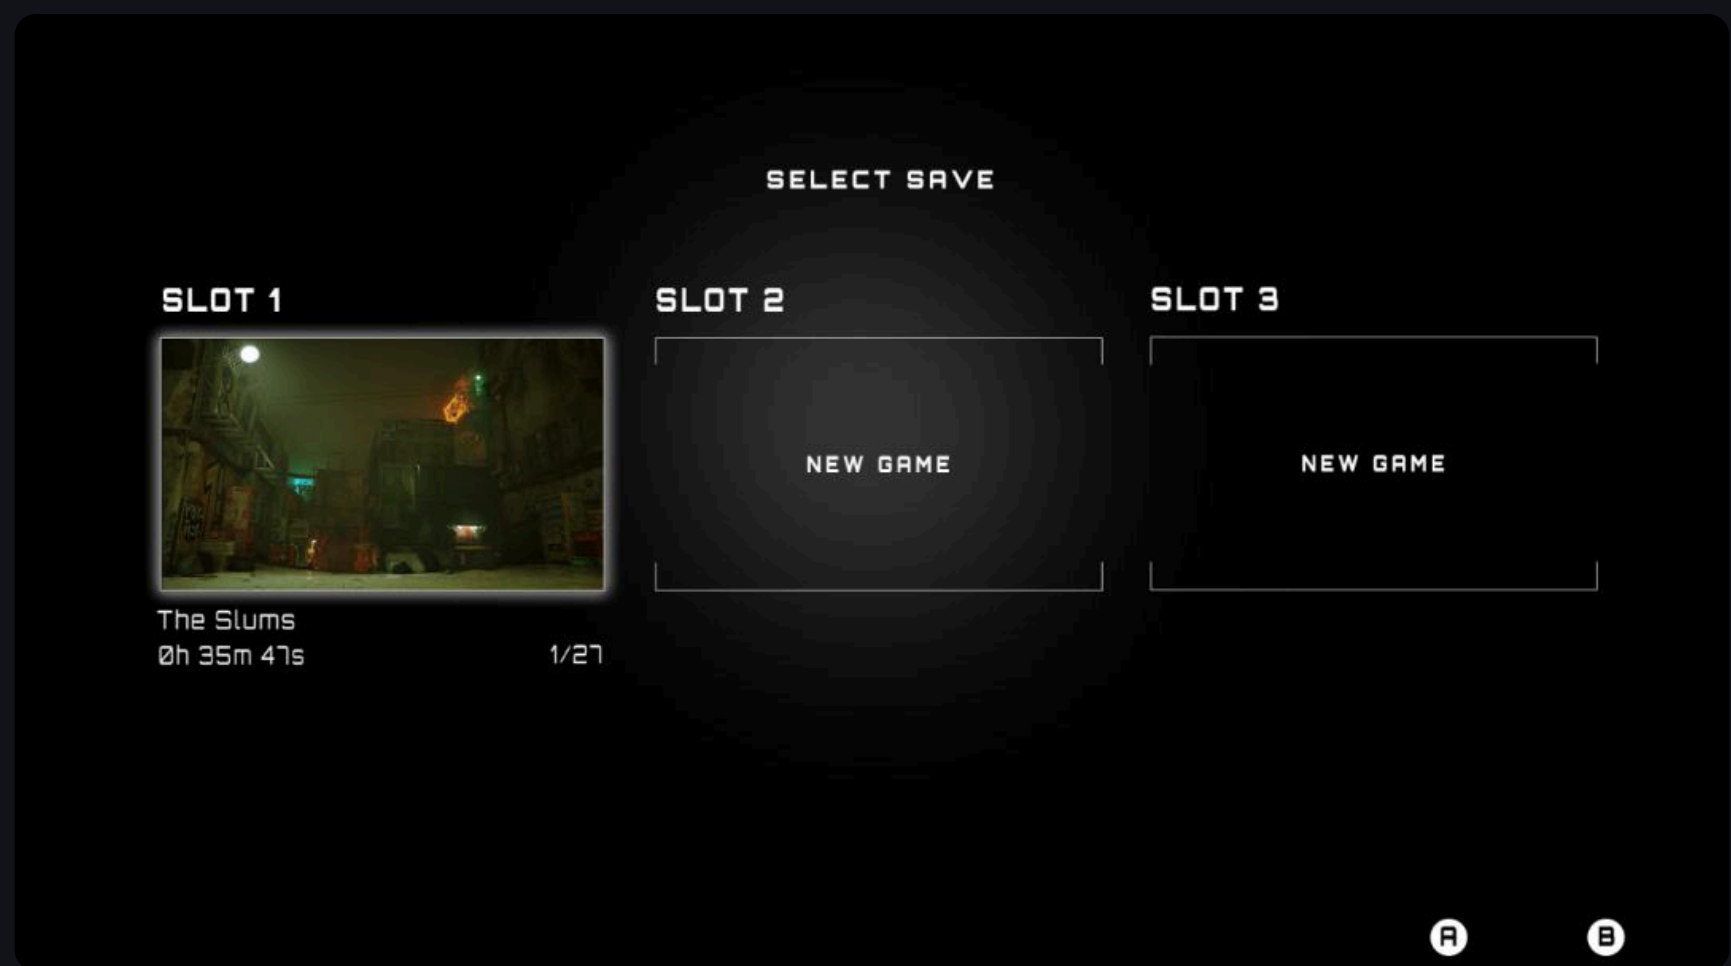 SELECT SAVE
SLOT 1
SLOT 2
SLOT 3
NEW GAME
NEW GAME
The Slums
0h 35m 47s
1/27
A
B